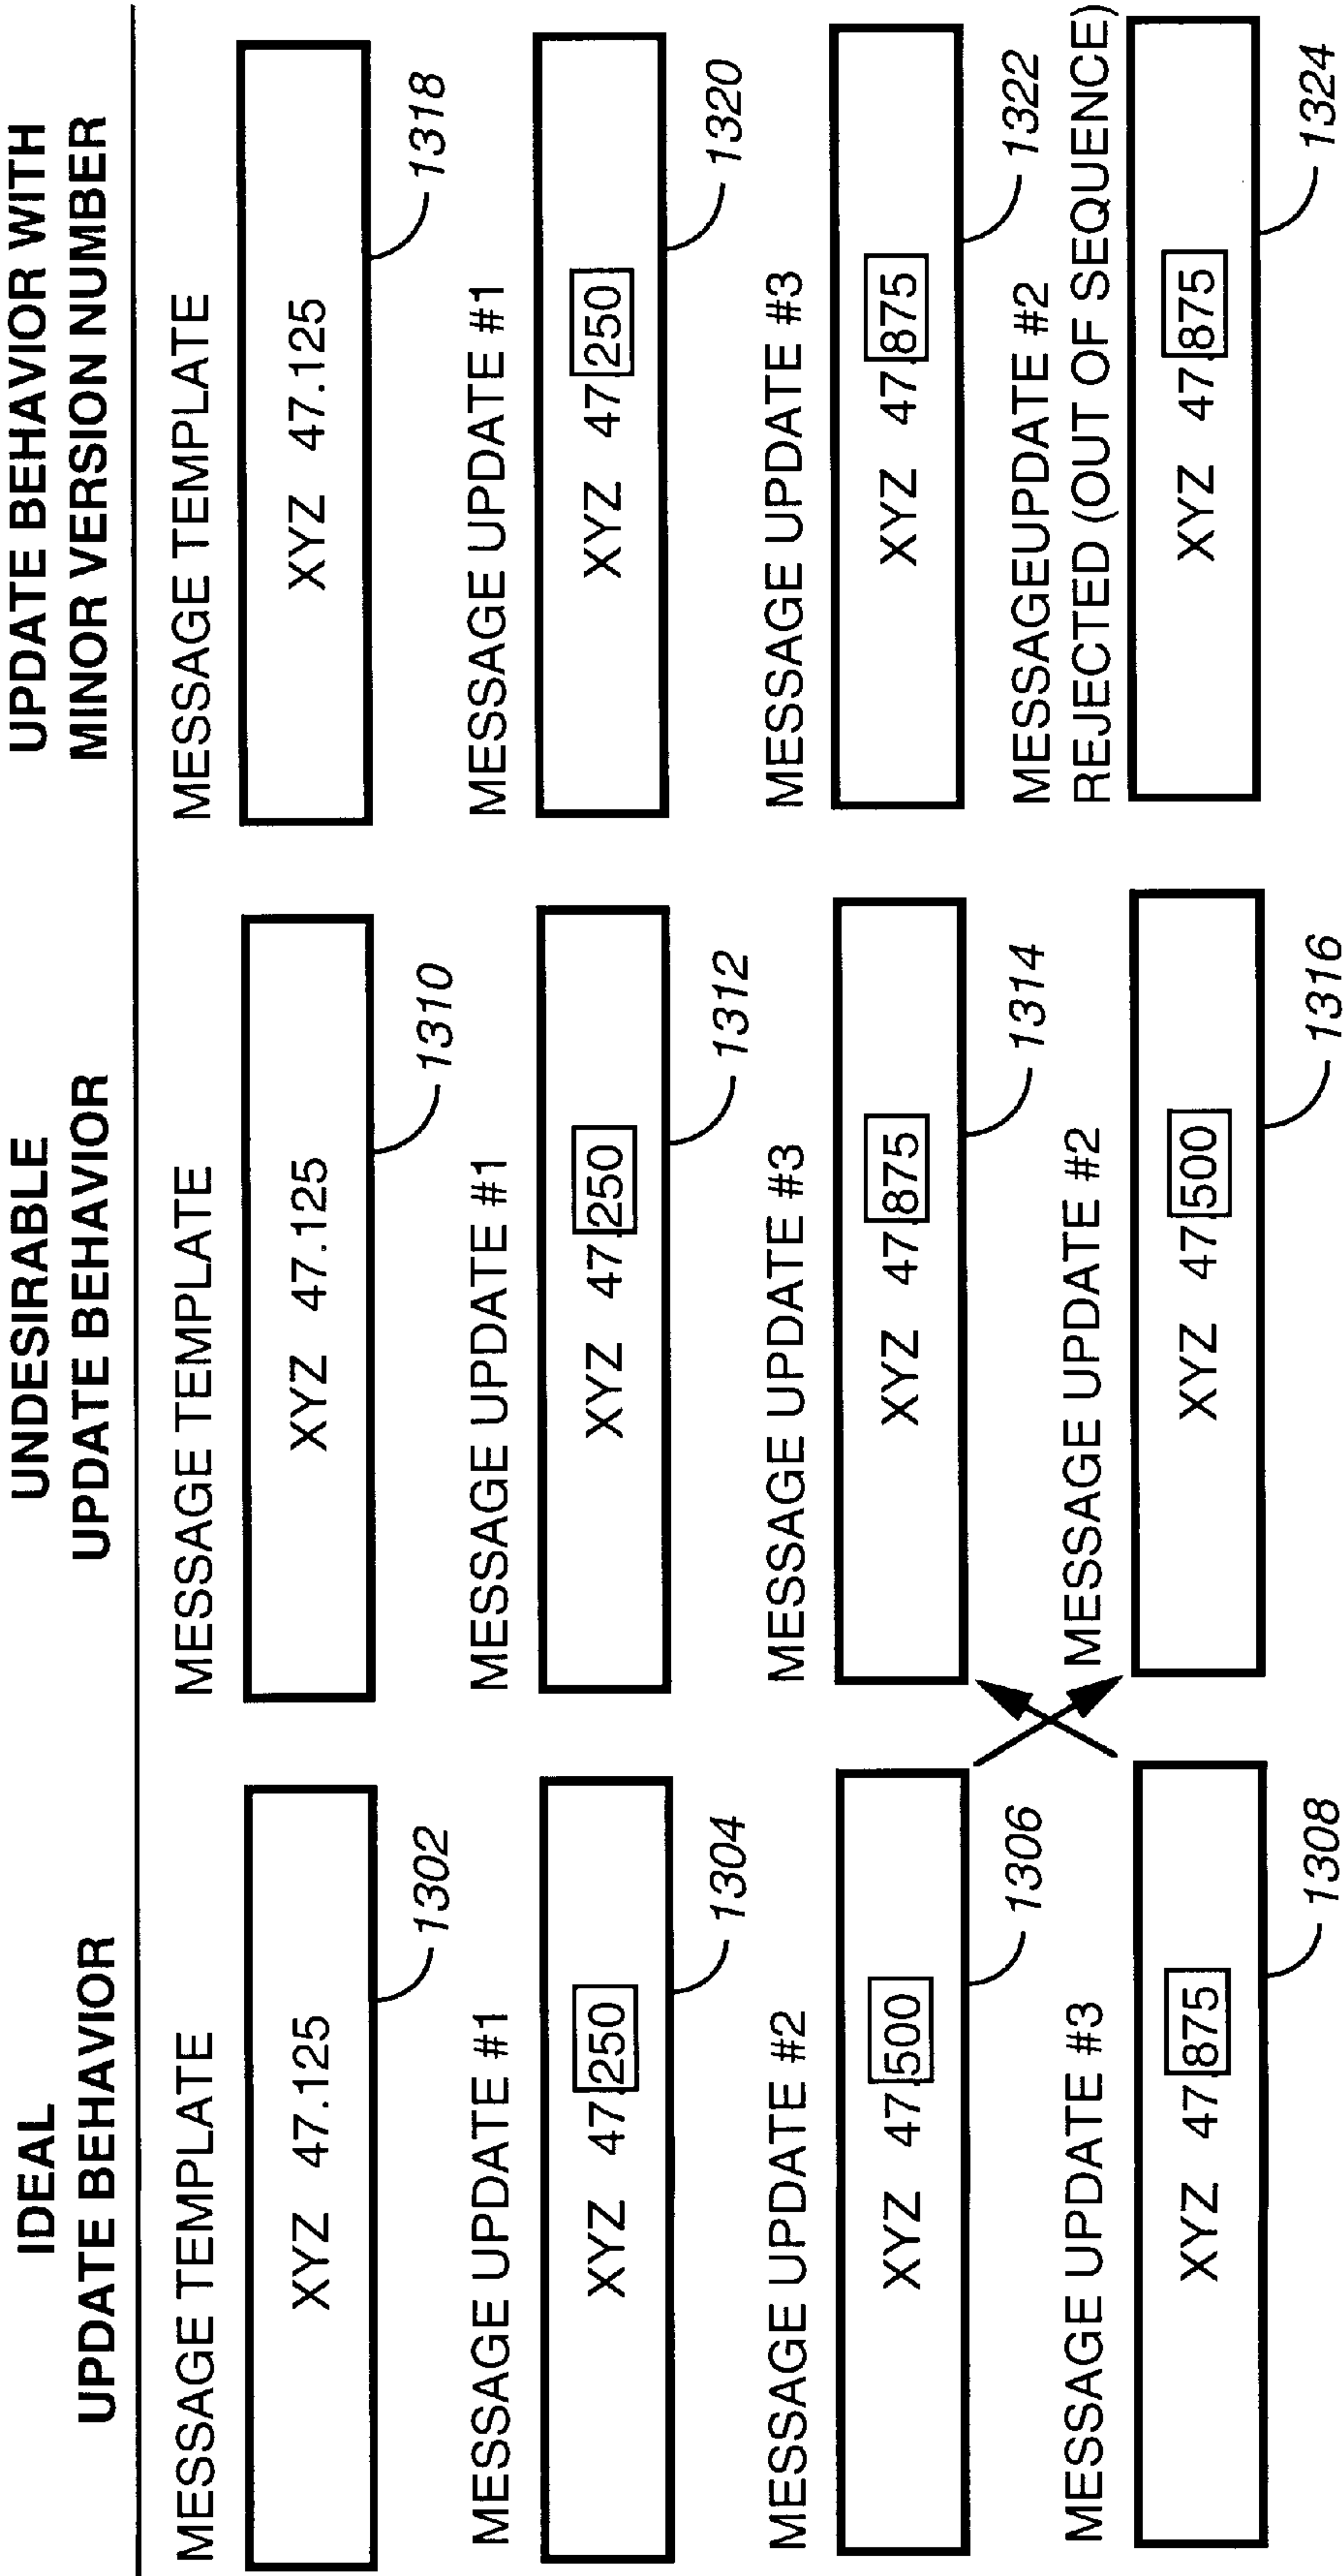 IDEAL
UPDATE BEHAVIOR
MESSAGE TEMPLATE
XYZ 47.125
1302
MESSAGE UPDATE #1
XYZ 47.250
1304
MESSAGE UPDATE #2
XYZ 47.500
1306
MESSAGE UPDATE #3
XYZ 47.875
1308
UNDESIRABLE
UPDATE BEHAVIOR
MESSAGE TEMPLATE
XYZ 47.125
1310
MESSAGE UPDATE #1
XYZ 47.250
1312
MESSAGE UPDATE #3
XYZ 47.875
1314
MESSAGE UPDATE #2
XYZ 47.500
1316
UPDATE BEHAVIOR WITH
MINOR VERSION NUMBER
MESSAGE TEMPLATE
XYZ 47.125
1318
MESSAGE UPDATE #1
XYZ 47.250
1320
MESSAGE UPDATE #3
XYZ 47.875
1322
MESSAGEUPDATE #2
REJECTED (OUT OF SEQUENCE)
XYZ 47.875
1324